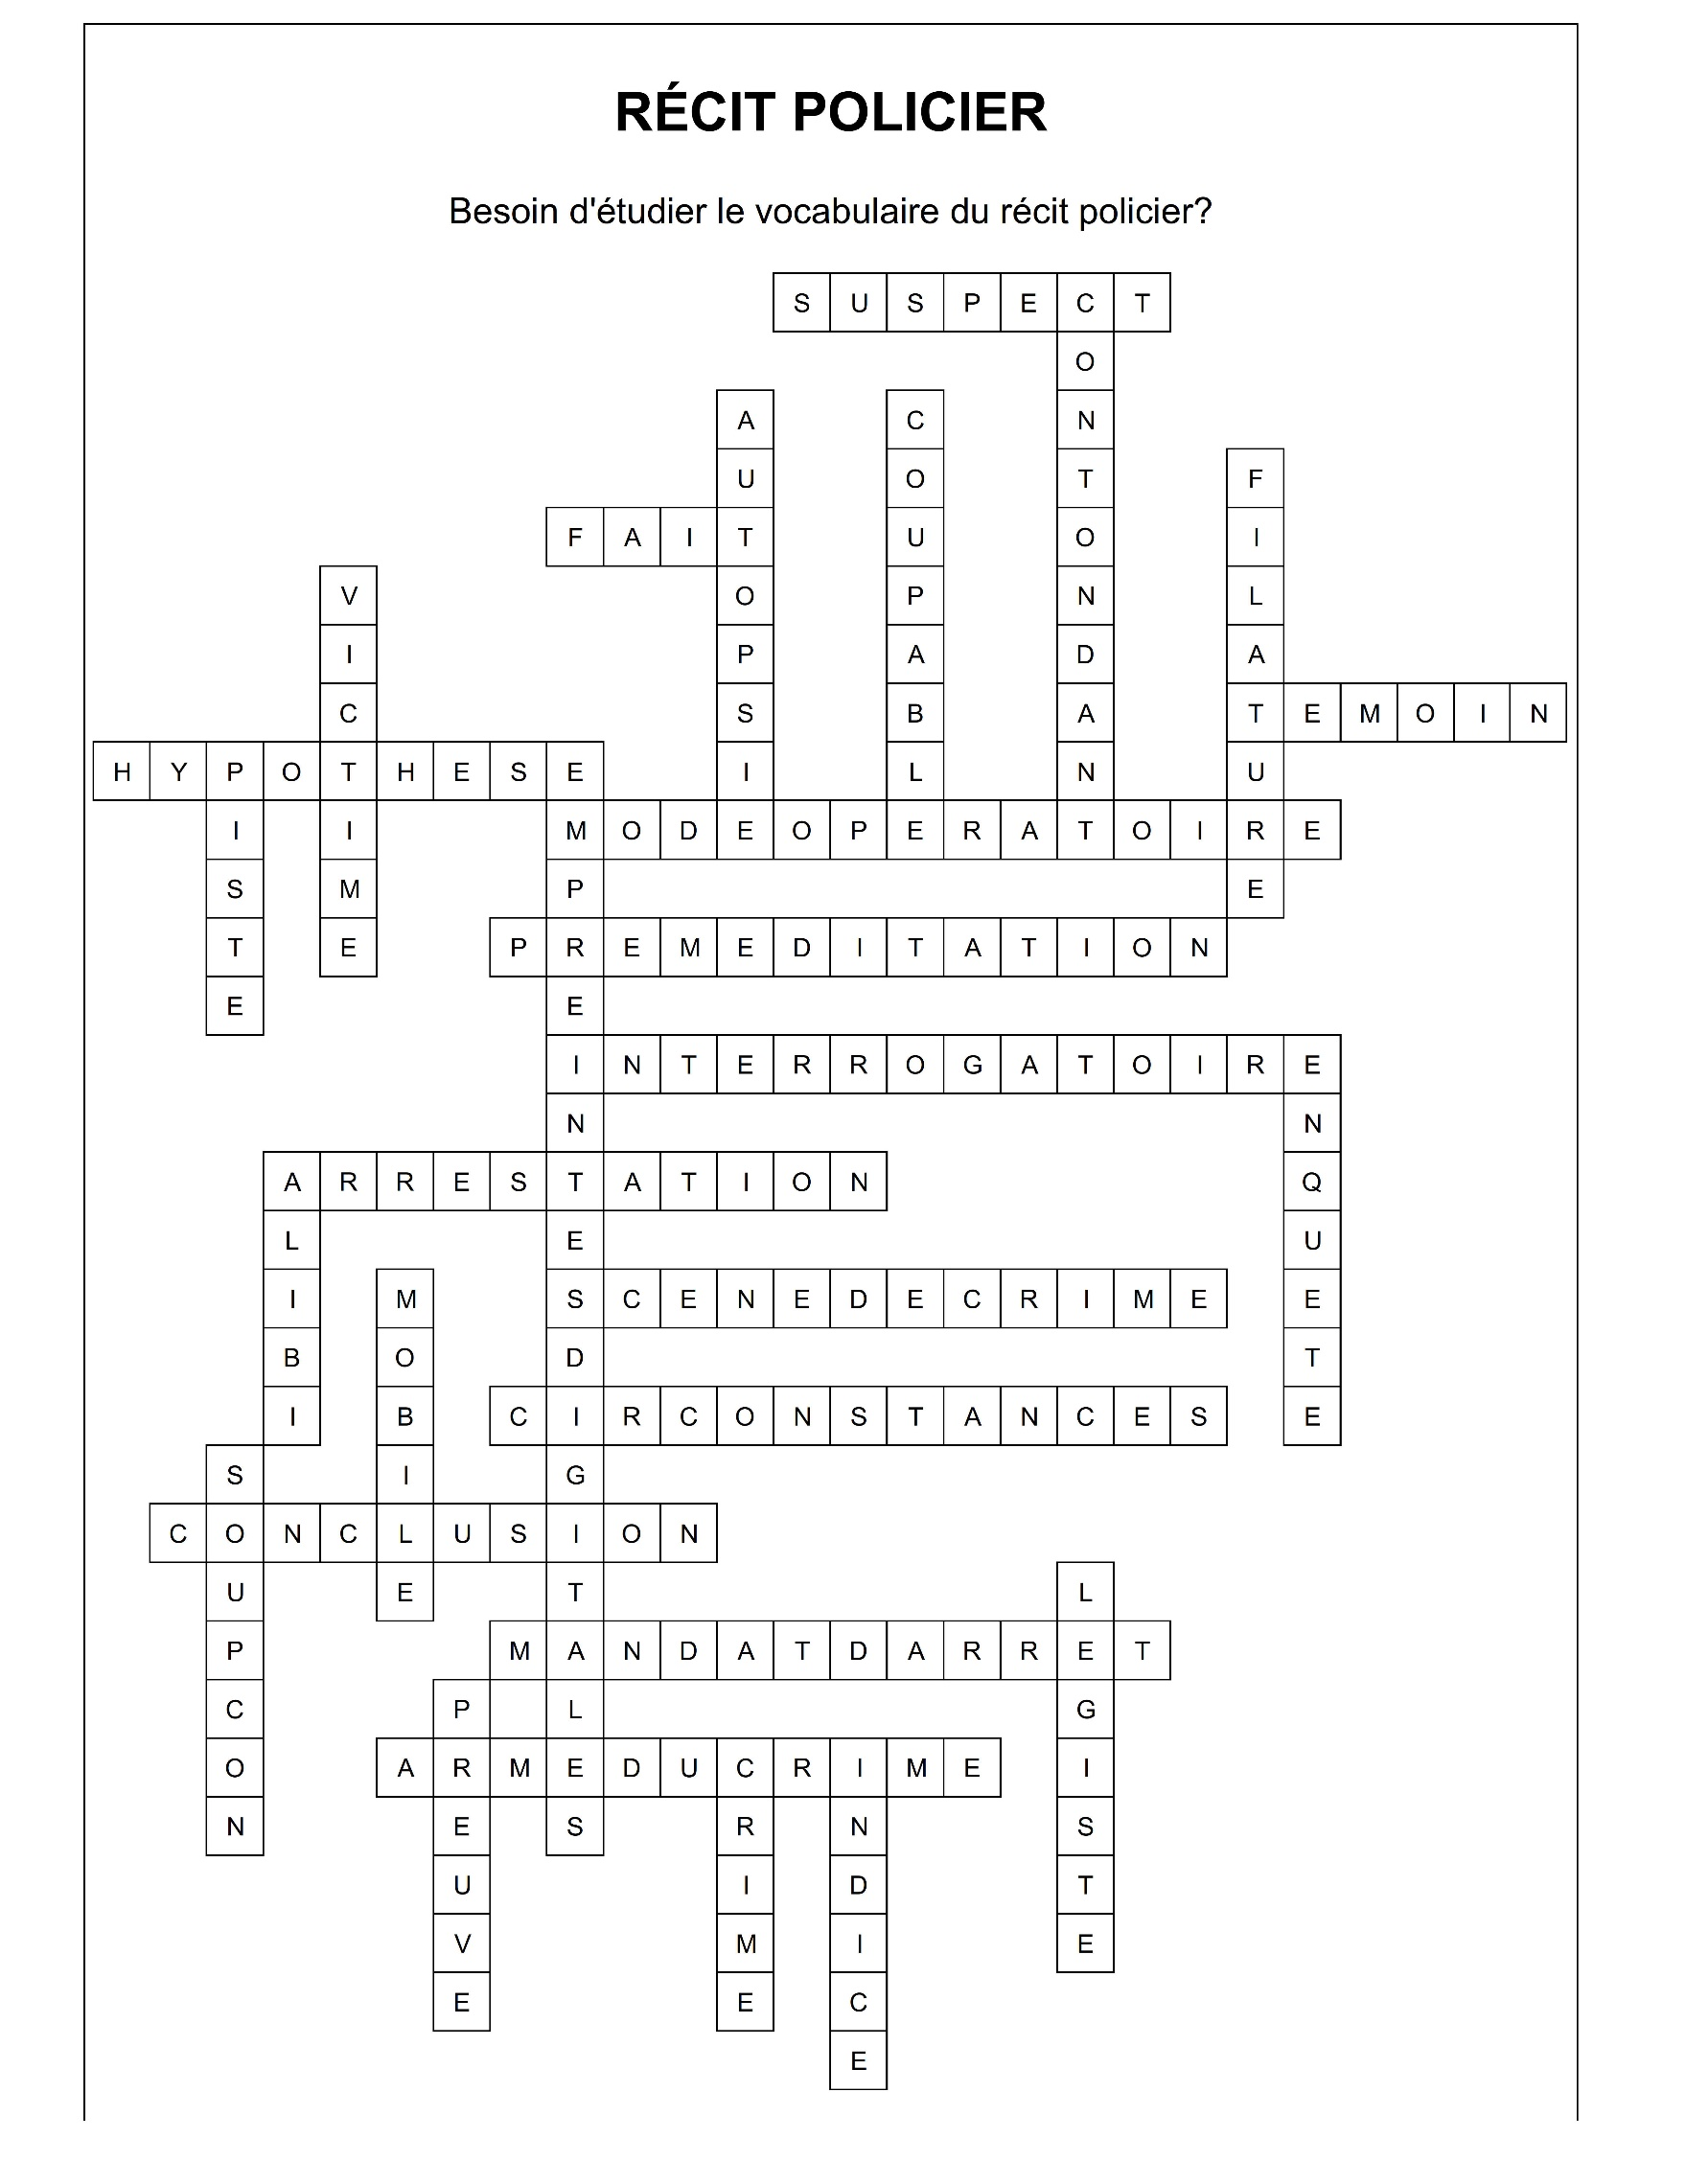 RÉCIT POLICIER
Besoin d'étudier le vocabulaire du récit policier?
S U S P E C T
O
A C N
U O T F
F A I T U O I
V O P N L
I P A D A
C S B A T E M O I N
H Y P O T H E S E I L N U
I I M O D E O P E R A T O I R E
S M P E
T E P R E M E D I T A T I O N
E E
I N T E R R O G A T O I R E
N N
A R R E S T A T I O N Q
L E U
I M S C E N E D E C R I M E E
B O D T
I B C I R C O N S T A N C E S E
S I G
C O N C L U S I O N
U E T L
P M A N D A T D A R R E T
C P L G
O A R M E D U C R I M E I
N E S R N S
U I D T
V M I E
E E C
E